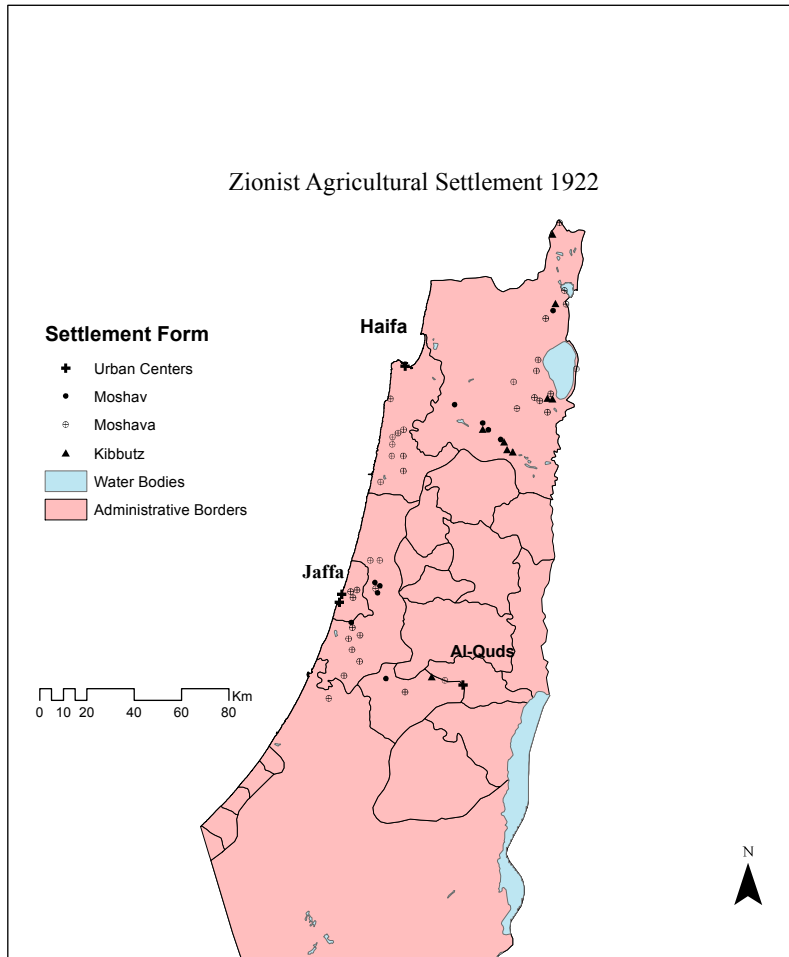 Zionist Agricultural Settlement 1922
Haifa
Settlement Form
Urban Centers
Moshav
Moshava
Kibbutz
Water Bodies
Administrative Borders
Jaffa
Al-Quds
Km
0 10 20 40 60 80
N